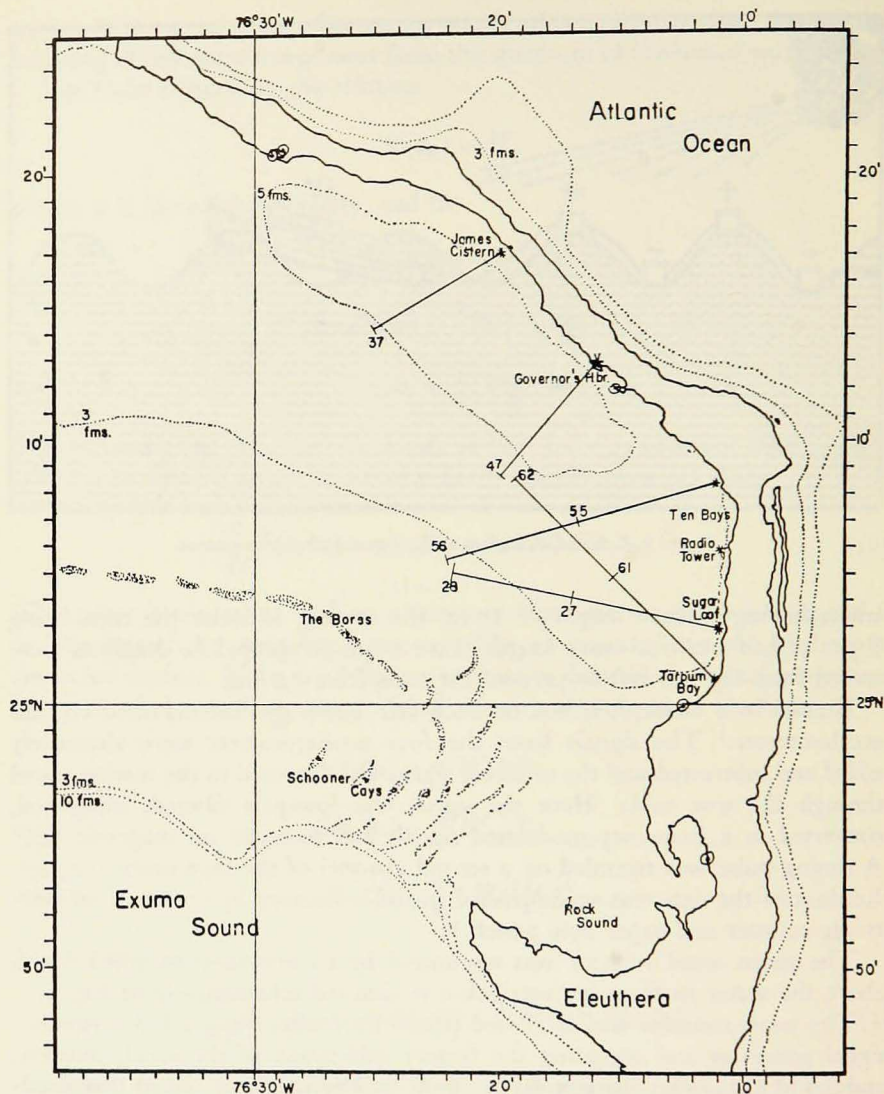 76°30'W
20'
10'
Atlantic
Ocean
3 fms.
20'
20'
5 fms.
James
Cistern
37
Governor's Hbr.
3
fms.
10'
10'
47
62
55
Ten Bays
56
Radio
Tower
28
61
27
Sugar
Loaf
The Boras
Tarpum
Bay
25°N
25°N
Schooner
Cays
3 fms.
10 fms.
Exuma
Sound
Rock
Sound
50'
50'
Eleuthera
76°30'W
20'
10'